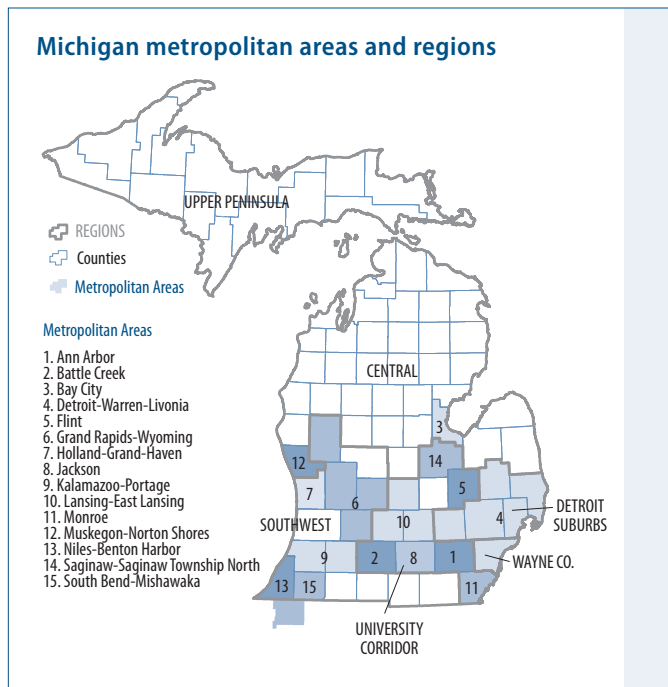 Michigan metropolitan areas and regions
UPPER PENINSULA
REGIONS
Counties
Metropolitan Areas
Metropolitan Areas
1. Ann Arbor
2. Battle Creek
3. Bay City
4. Detroit-Warren-Livonia
5. Flint
6. Grand Rapids-Wyoming
7. Holland-Grand-Haven
8. Jackson
9. Kalamazoo-Portage
10. Lansing-East Lansing
11. Monroe
12. Muskegon-Norton Shores
13. Niles-Benton Harbor
14. Saginaw-Saginaw Township North
15. South Bend-Mishawaka
CENTRAL
3
12
14
7
6
5
SOUTHWEST
10
4
DETROIT
SUBURBS
9
2
8
1
WAYNE CO.
13
15
11
UNIVERSITY
CORRIDOR